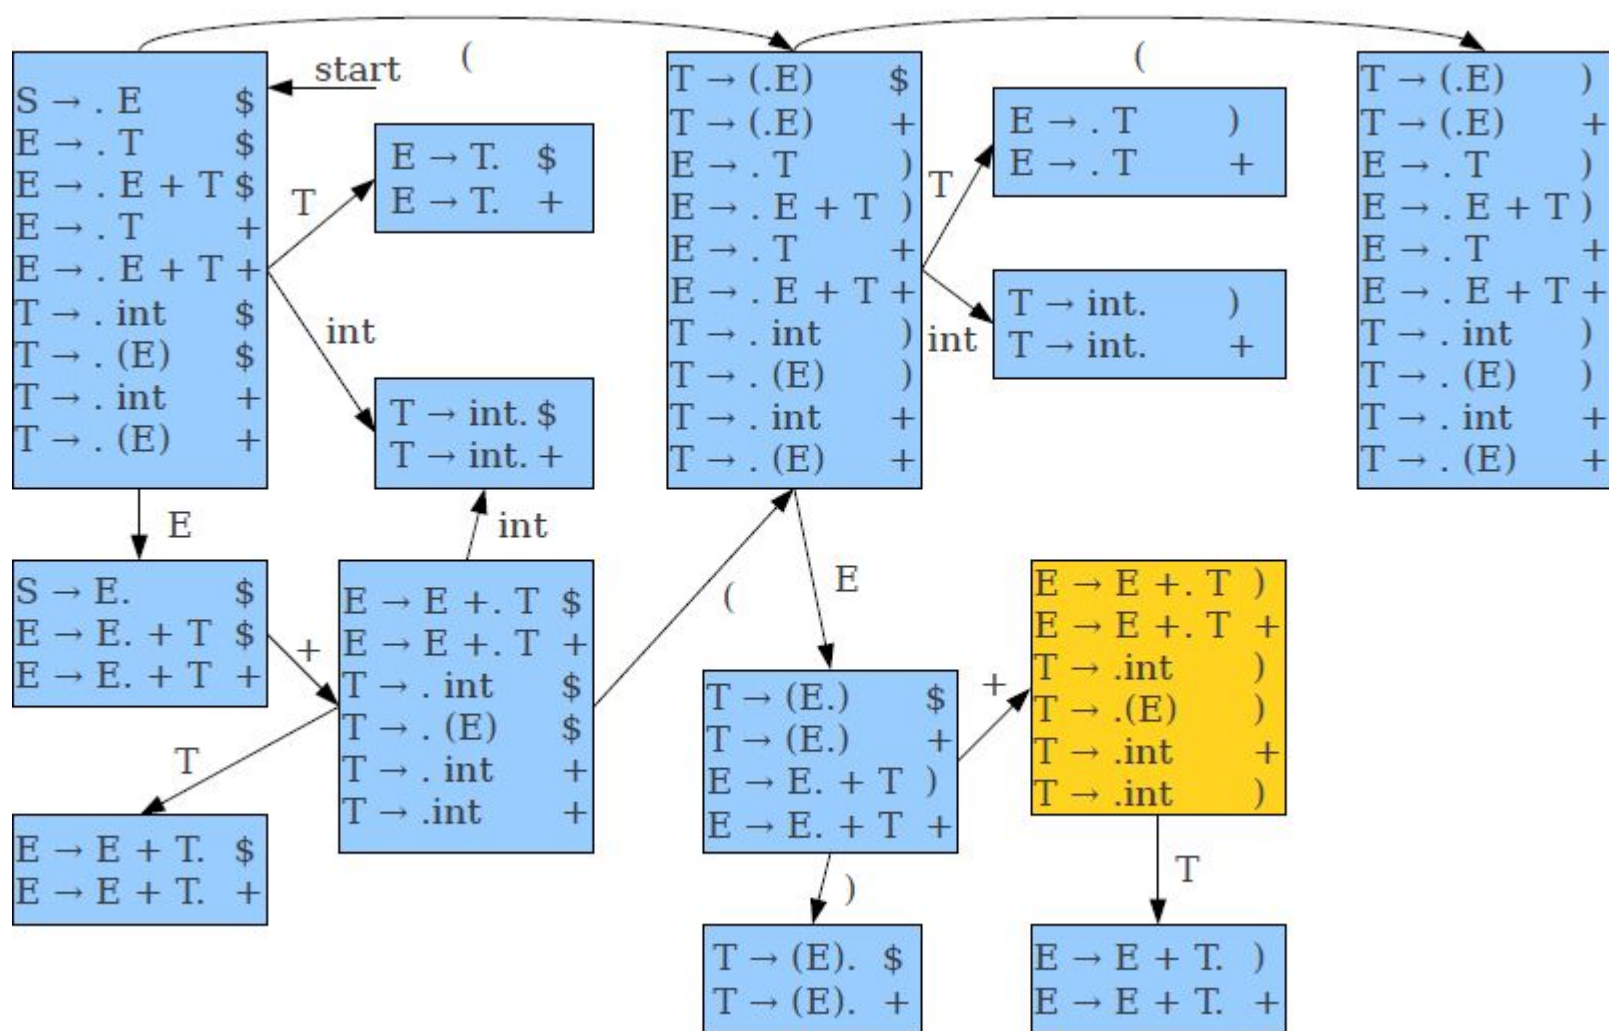 (
start
(
S → . E $
E → . T $
E → . E + T $
E → . T +
E → . E + T +
T → . int $
T → . (E) $
T → . int +
T → . (E) +
T
E → T. $
E → T. +
int
T → int. $
T → int. +
T → (.E) $
T → (.E) +
E → . T )
E → . E + T )
E → . T +
E → . E + T +
T → . int )
T → . (E) )
T → . int +
T → . (E) +
T
E → . T )
E → . T +
int
T → int. )
T → int. +
T → (.E) )
T → (.E) +
E → . T )
E → . E + T )
E → . T +
E → . E + T +
T → . int )
T → . (E) )
T → . int +
T → . (E) +
E
int
S → E. $
E → E. + T $
E → E. + T +
+
E → E +. T $
E → E +. T +
T → . int $
T → . (E) $
T → . int +
T → .int +
(
E
T
E → E + T. $
E → E + T. +
T → (E.) $
T → (E.) +
E → E. + T )
E → E. + T +
+
E → E +. T )
E → E +. T +
T → .int )
T → .(E) )
T → .int +
T → .int )
)
T
T → (E). $
T → (E). +
E → E + T. )
E → E + T. +